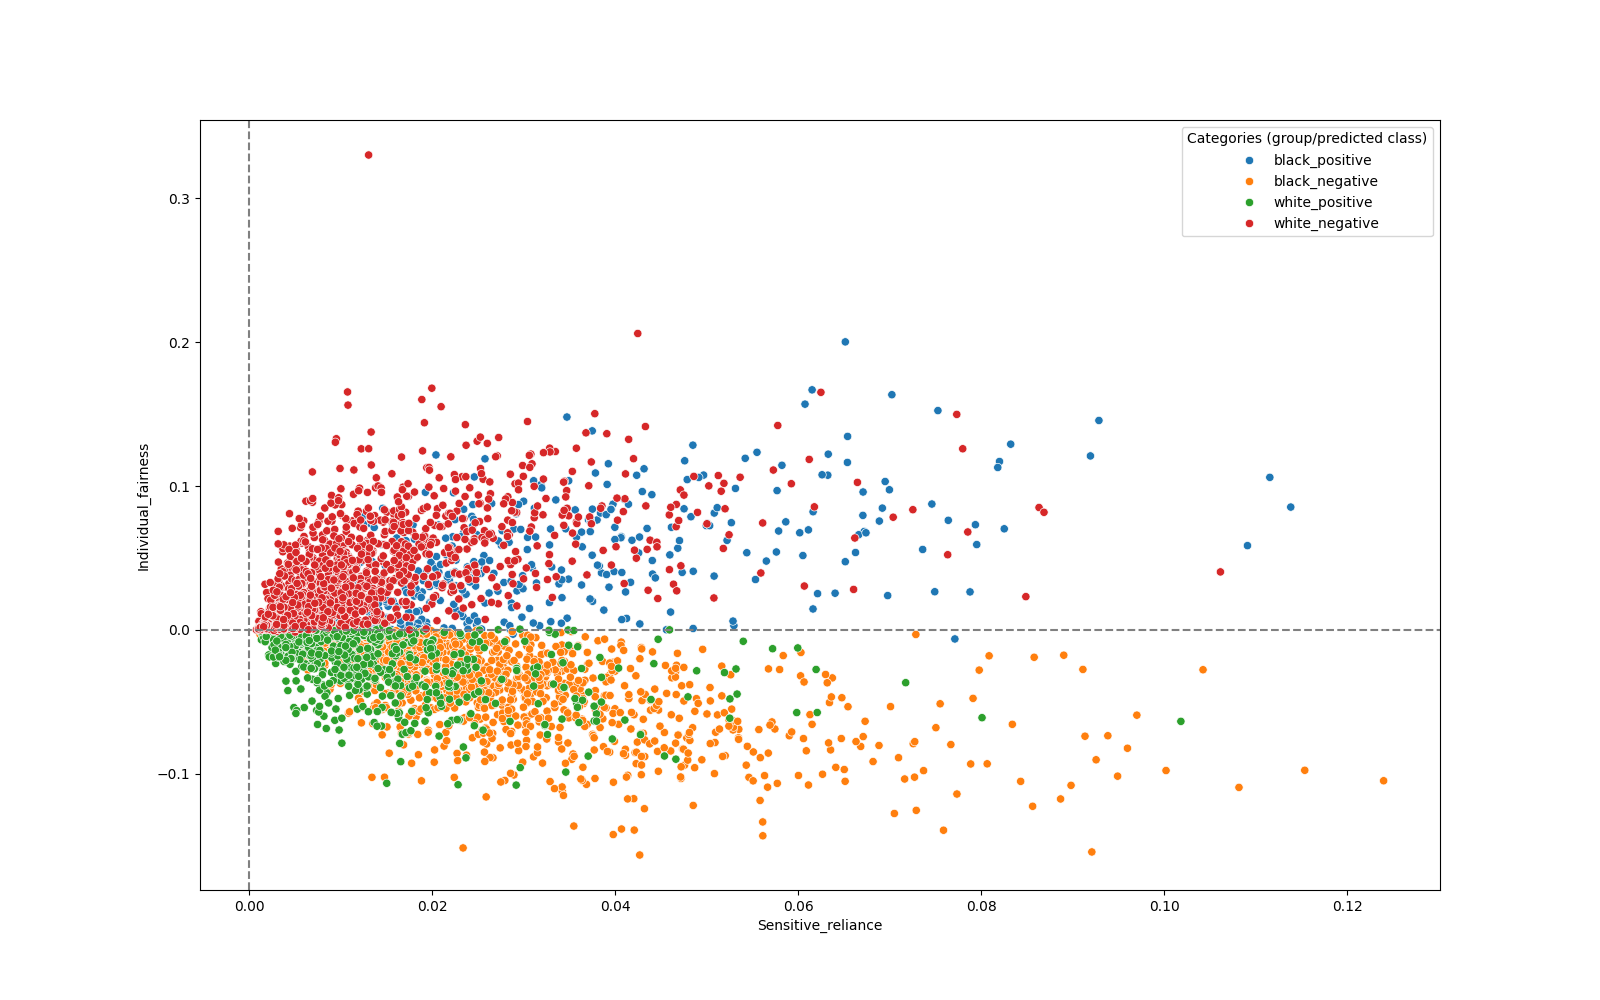 Categories (group/predicted class)
black_positive
black_negative
white_positive
white_negative
0.3
0.2
0.1
0.0
−0.1
Individual_fairness
0.00 0.02 0.04 0.06 0.08 0.10 0.12
Sensitive_reliance